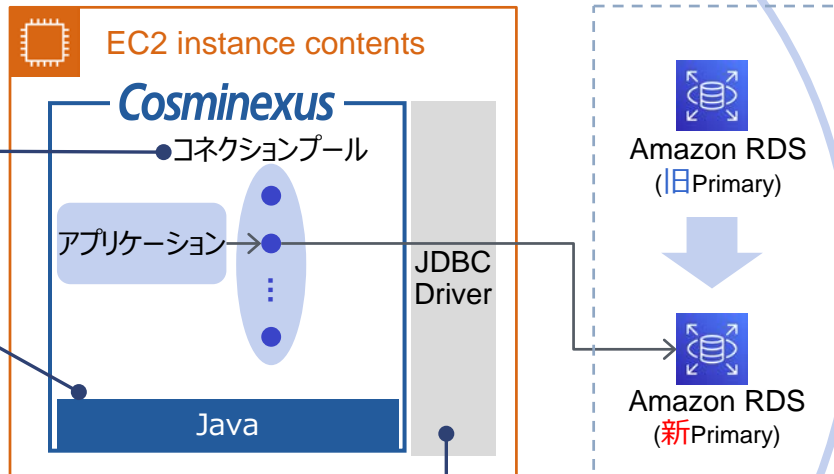 EC2 instance contents
Cosminexus
コネクションプール
アプリケーション
⋮
JDBC
Driver
Java
Amazon RDS
(旧Primary)
Amazon RDS
(新Primary)